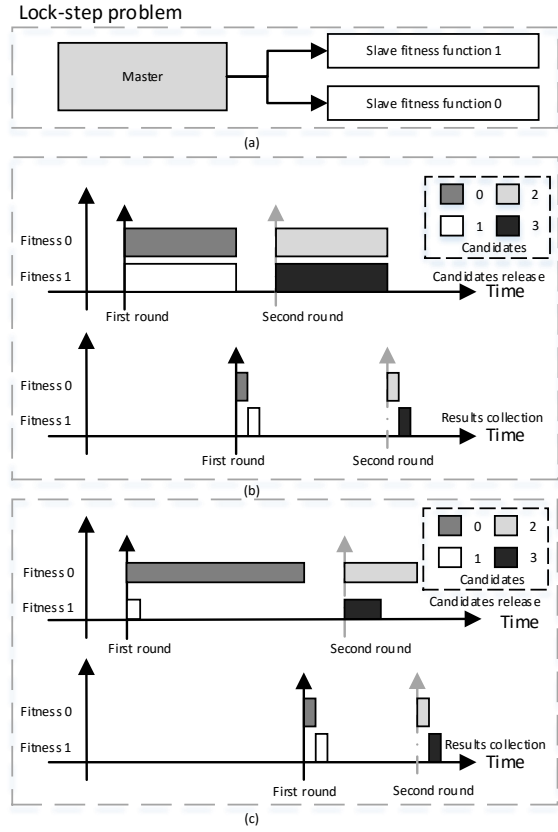 Lock-step problem
Master
Slave fitness function 1
Slave fitness function 0
(a)
0 2
1 3
Candidates
Fitness 0
Fitness 1
Candidates release
Time
First round Second round
Fitness 0
Fitness 1
Results collection
Time
First round Second round
(b)
0 2
1 3
Candidates
Fitness 0
Fitness 1
Candidates release
Time
First round Second round
Fitness 0
Fitness 1
Results collection
Time
First round Second round
(c)